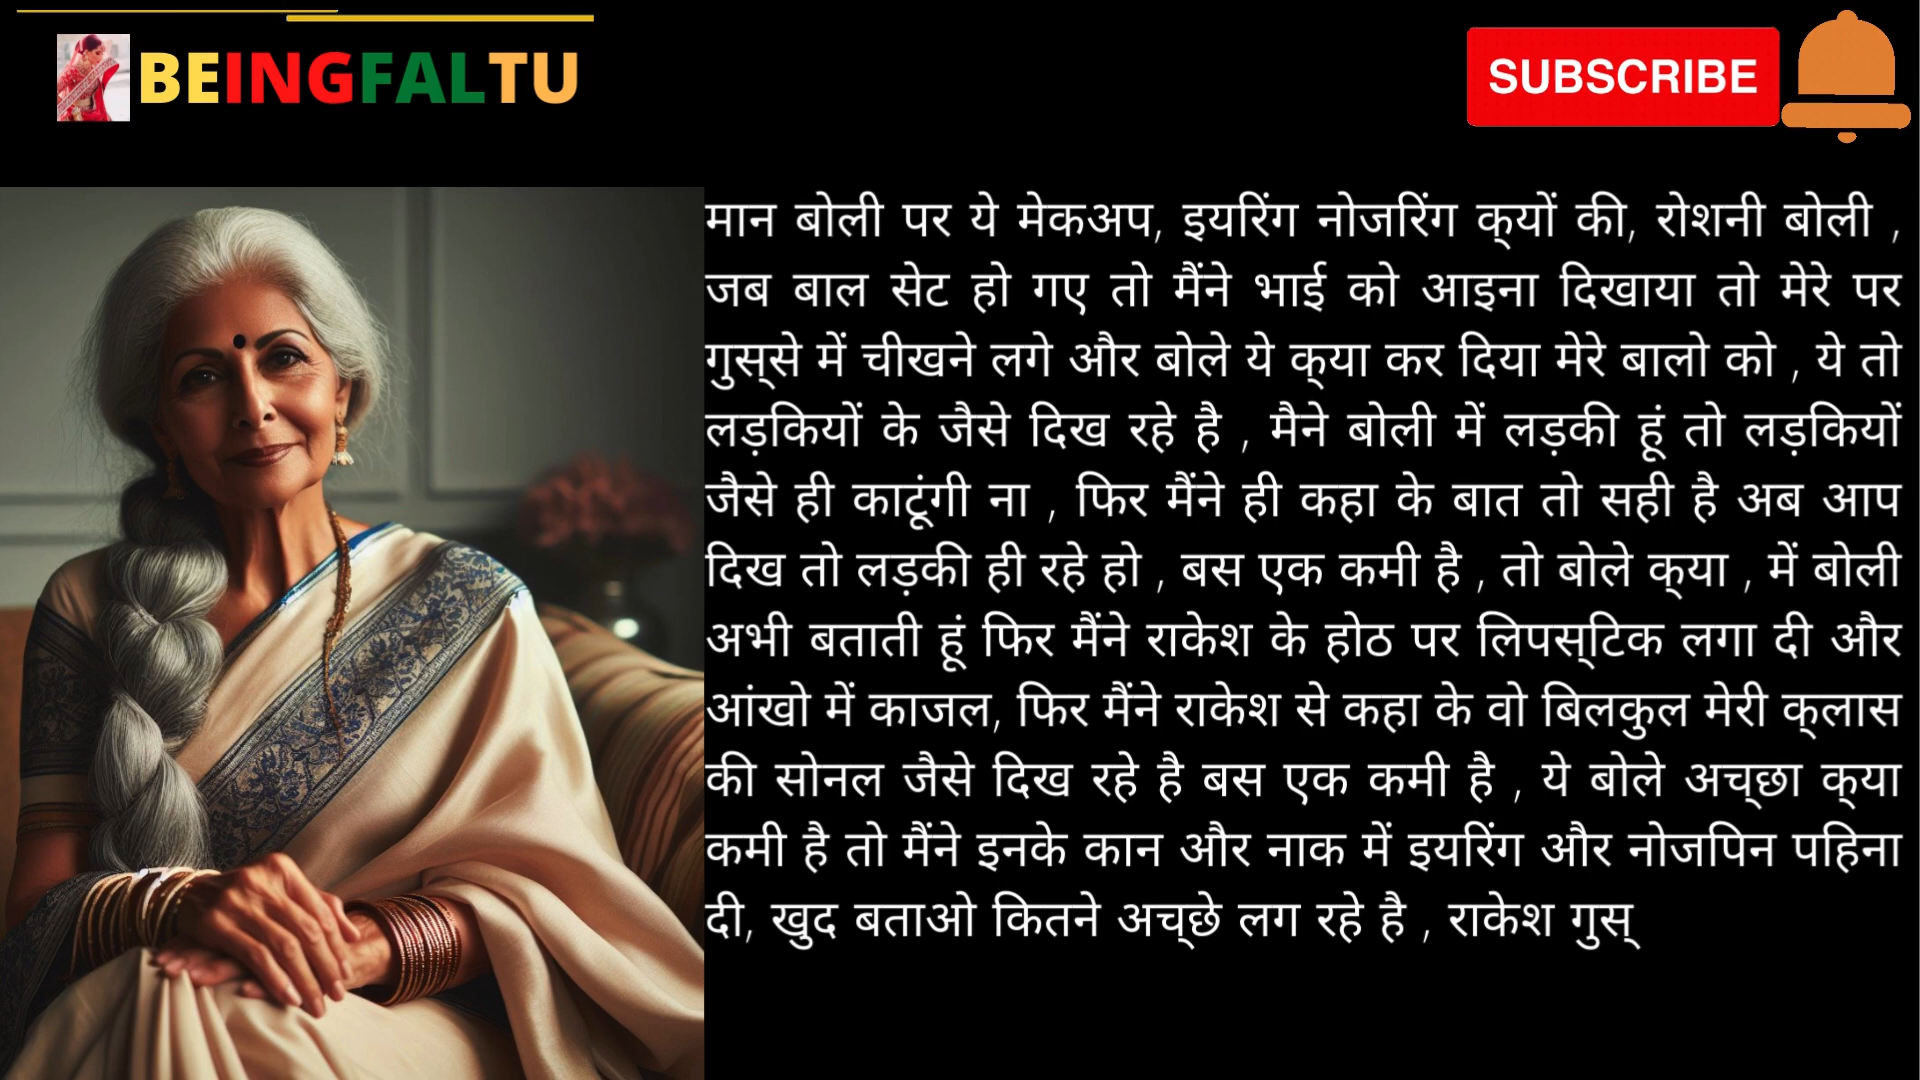 BEINGFALTU
SUBSCRIBE
मान बोली पर ये मेकअप, इयरिंग नोजरिंग क्‌यों की, रोशनी बोली ,
जब बाल सेट हो गए तो मैंने भाई को आइना दिखाया तो मेरे पर
गुस्‌से में चीखने लगे और बोले ये क्‌या कर दिया मेरे बालो को , ये तो
लड़कियों के जैसे दिख रहे है , मैने बोली में लड़की हूं तो लड़कियों
जैसे ही काटूंगी ना , फिर मैंने ही कहा के बात तो सही है अब आप
दिख तो लड़की ही रहे हो , बस एक कमी है , तो बोले क्‌या , में बोली
अभी बताती हूं फिर मैंने राकेश के होठ पर लिपस्‌टिक लगा दी और
आंखो में काजल, फिर मैंने राकेश से कहा के वो बिलकुल मेरी क्‌लास
की सोनल जैसे दिख रहे है बस एक कमी है , ये बोले अच्‌छा क्‌या
कमी है तो मैंने इनके कान और नाक में इयरिंग और नोजपिन पहिना
दी, खुद बताओ कितने अच्‌छे लग रहे है , राकेश गुस्‌